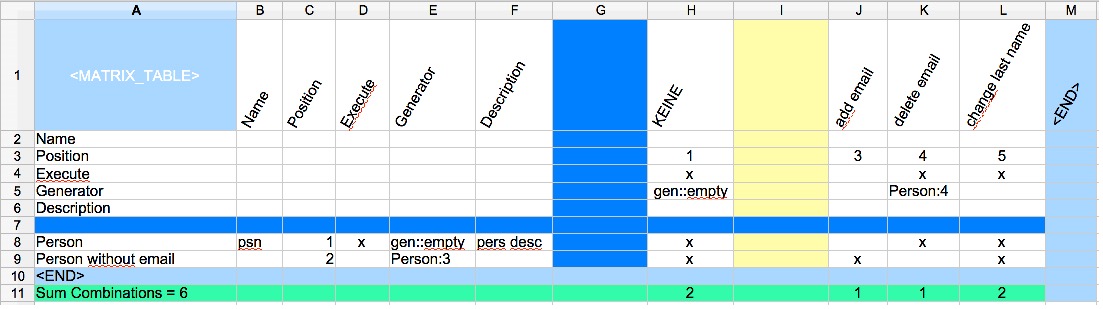 A B C D E F G H I J K L M
1 <MATRIX_TABLE> Name Position Execute Generator Description KEINE add email delete email change last name <END>
2 Name
3 Position 1 3 4 5
4 Execute x x x
5 Generator gen::empty Person:4
6 Description
7
8 Person psn 1 x gen::empty pers desc x x x
9 Person without email 2 Person:3 x x x
10 <END>
11 Sum Combinations = 6 2 1 1 2